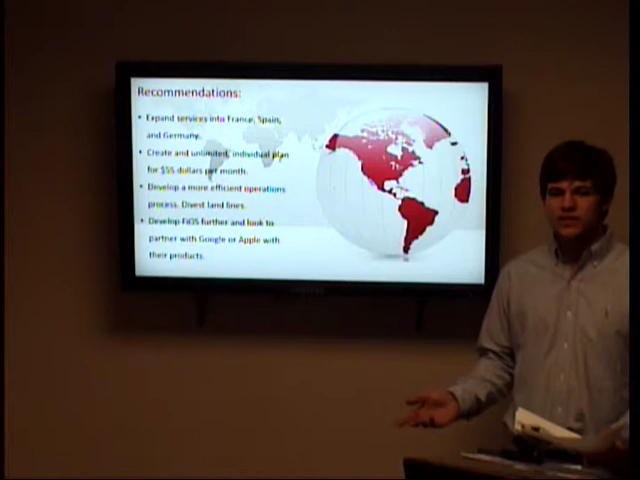 Recommendations:
• Expand services into France, Spain,
and Germany.
• Create and unlimited, individual plan
for $55 dollars per month.
• Develop a more efficient operations
process. Divest land lines.
• Develop FiOS further and look to
partner with Google or Apple with
their products.